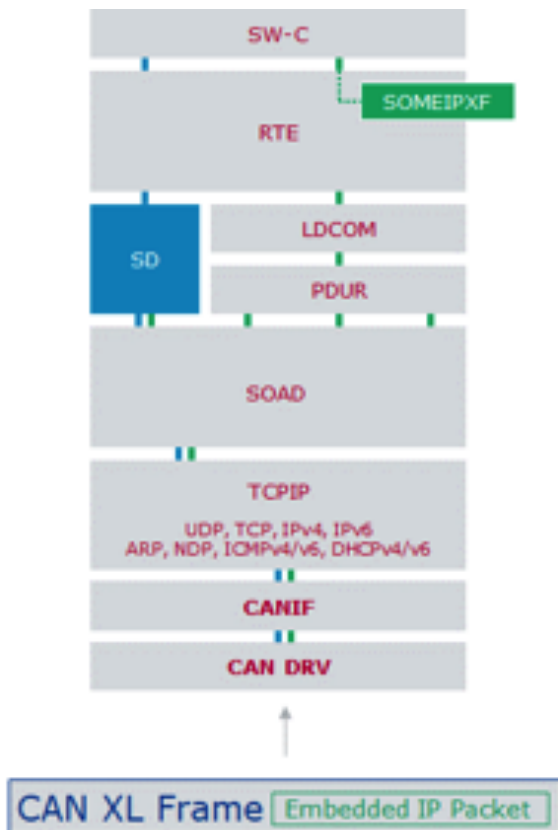 SW-C
SOMEIPXF
RTE
LDCOM
SD
PDUR
SOAD
TCPIP
UDP, TCP, IPv4, IPv6
ARP, NDP, ICMPv4/v6, DHCPv4/v6
CANIF
CAN DRV
CAN XL Frame Embedded IP Packet